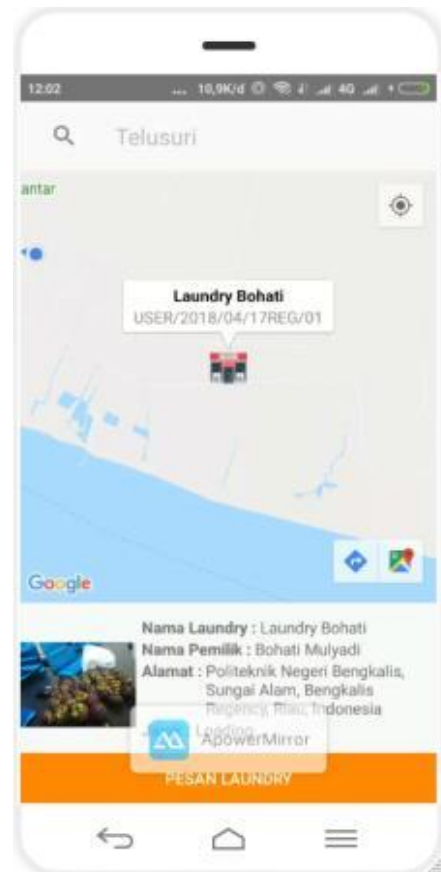 12:02 ... 10,9K/d 4G
Telusuri
antar
Laundry Bohati
USER/2018/04/17REG/01
Google
Nama Laundry : Laundry Bohati
Nama Pemilik : Bohati Mulyadi
Alamat : Politeknik Negeri Bengkalis,
Sungai Alam, Bengkalis
Regency, Riau, Indonesia
Loading...
ApowerMirror
PESAN LAUNDRY